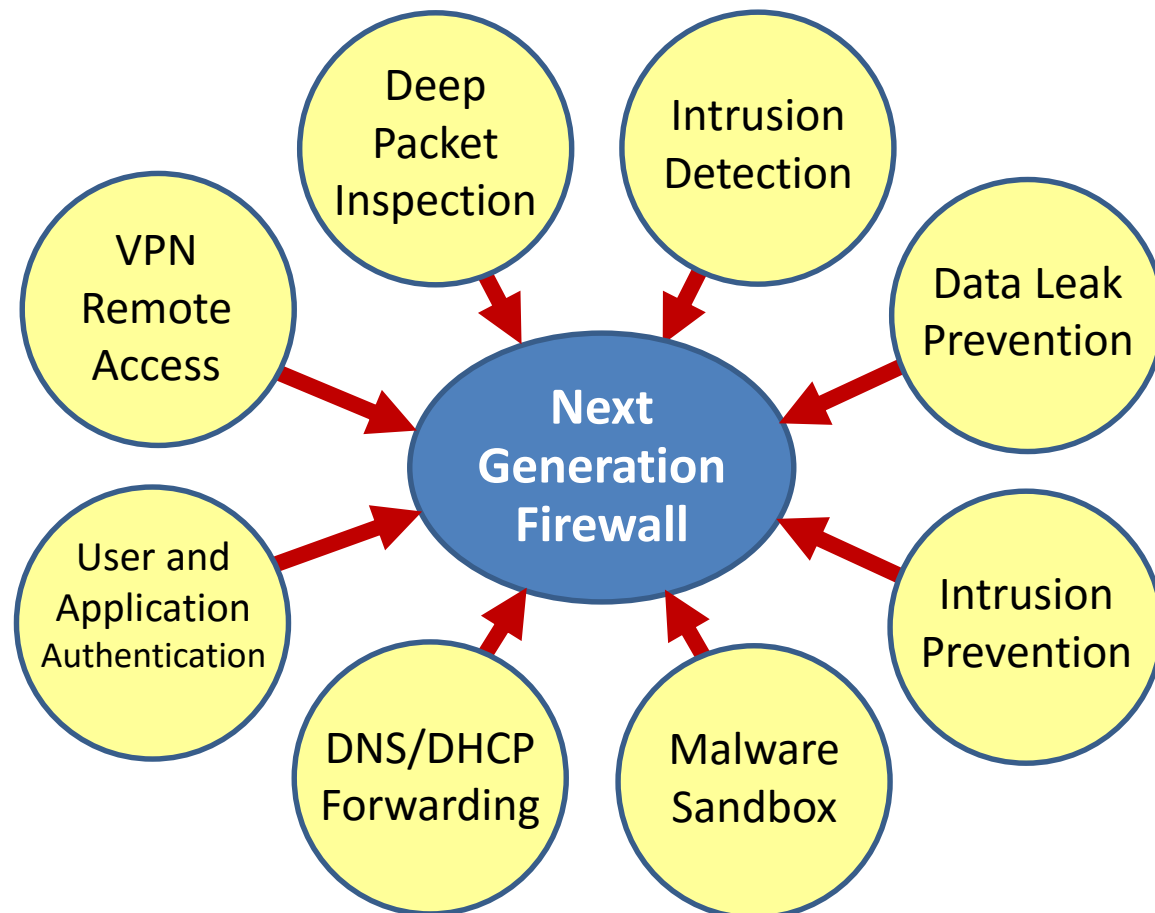 Deep
Packet
Inspection
Intrusion
Detection
VPN
Remote
Access
Data Leak
Prevention
Next
Generation
Firewall
User and
Application
Authentication
Intrusion
Prevention
DNS/DHCP
Forwarding
Malware
Sandbox